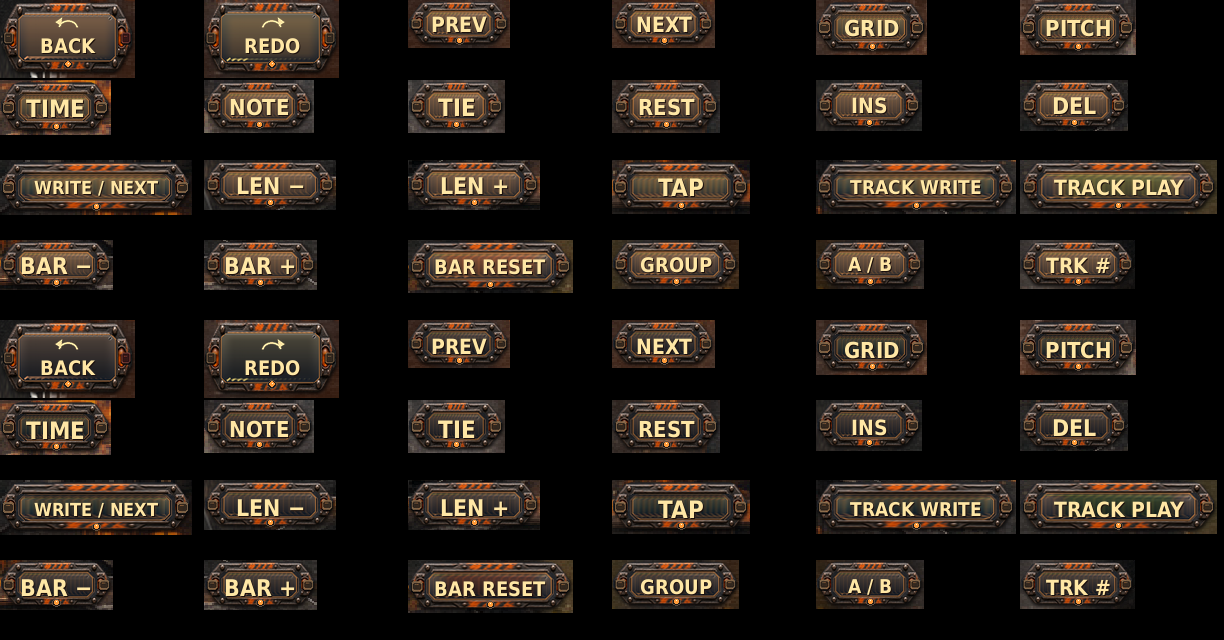 BACK REDO PREV NEXT GRID PITCH
TIME NOTE TIE REST INS DEL
WRITE / NEXT LEN − LEN + TAP TRACK WRITE TRACK PLAY
BAR − BAR + BAR RESET GROUP A / B TRK #
BACK REDO PREV NEXT GRID PITCH
TIME NOTE TIE REST INS DEL
WRITE / NEXT LEN − LEN + TAP TRACK WRITE TRACK PLAY
BAR − BAR + BAR RESET GROUP A / B TRK #